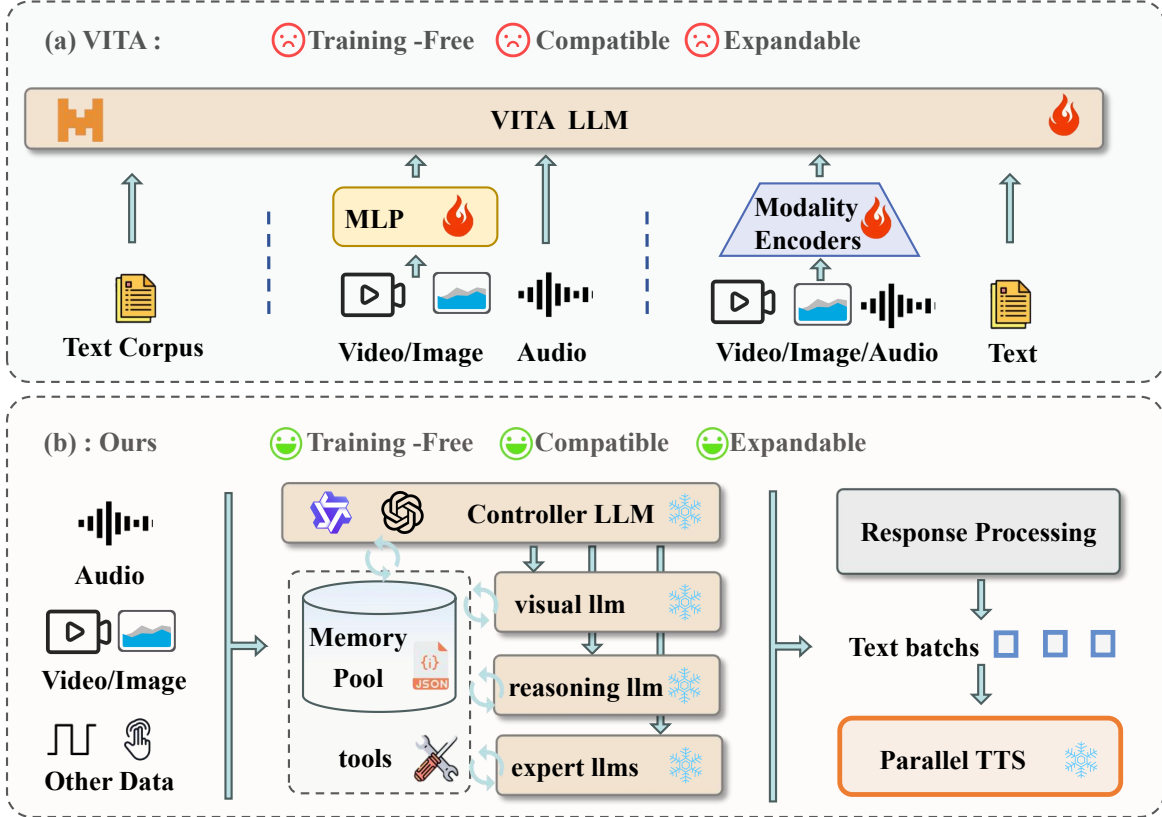 (a) VITA :
Training -Free
Compatible
Expandable
VITA LLM
MLP
Modality
Encoders
Text Corpus
Video/Image
Audio
Video/Image/Audio
Text
(b) : Ours
Training -Free
Compatible
Expandable
Audio
Video/Image
Other Data
Controller LLM
Memory
Pool
{i}
JSON
tools
visual llm
reasoning llm
expert llms
Response Processing
Text batchs
Parallel TTS